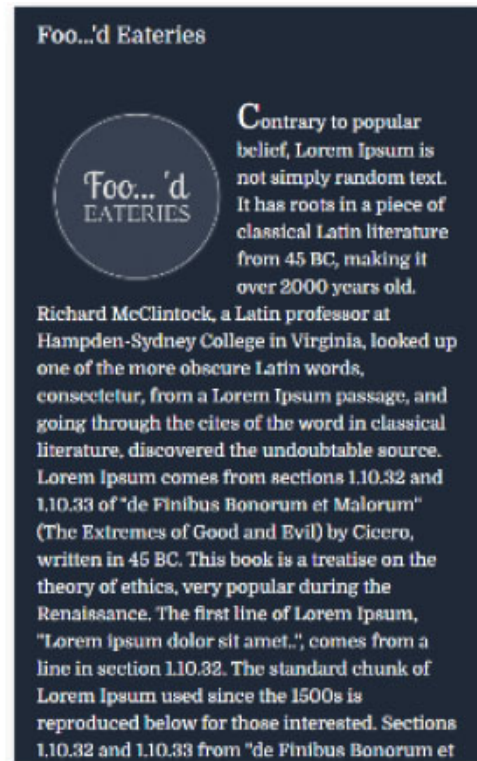 Foo...'d Eateries
Foo... 'd
EATERIES
Contrary to popular
belief, Lorem Ipsum is
not simply random text.
It has roots in a piece of
classical Latin literature
from 45 BC, making it
over 2000 years old.
Richard McClintock, a Latin professor at
Hampden-Sydney College in Virginia, looked up
one of the more obscure Latin words,
consectetur, from a Lorem Ipsum passage, and
going through the cites of the word in classical
literature, discovered the undoubtable source.
Lorem Ipsum comes from sections 1.10.32 and
1.10.33 of "de Finibus Bonorum et Malorum"
(The Extremes of Good and Evil) by Cicero,
written in 45 BC. This book is a treatise on the
theory of ethics, very popular during the
Renaissance. The first line of Lorem Ipsum,
"Lorem ipsum dolor sit amet..", comes from a
line in section 1.10.32. The standard chunk of
Lorem Ipsum used since the 1500s is
reproduced below for those interested. Sections
1.10.32 and 1.10.33 from "de Finibus Bonorum et